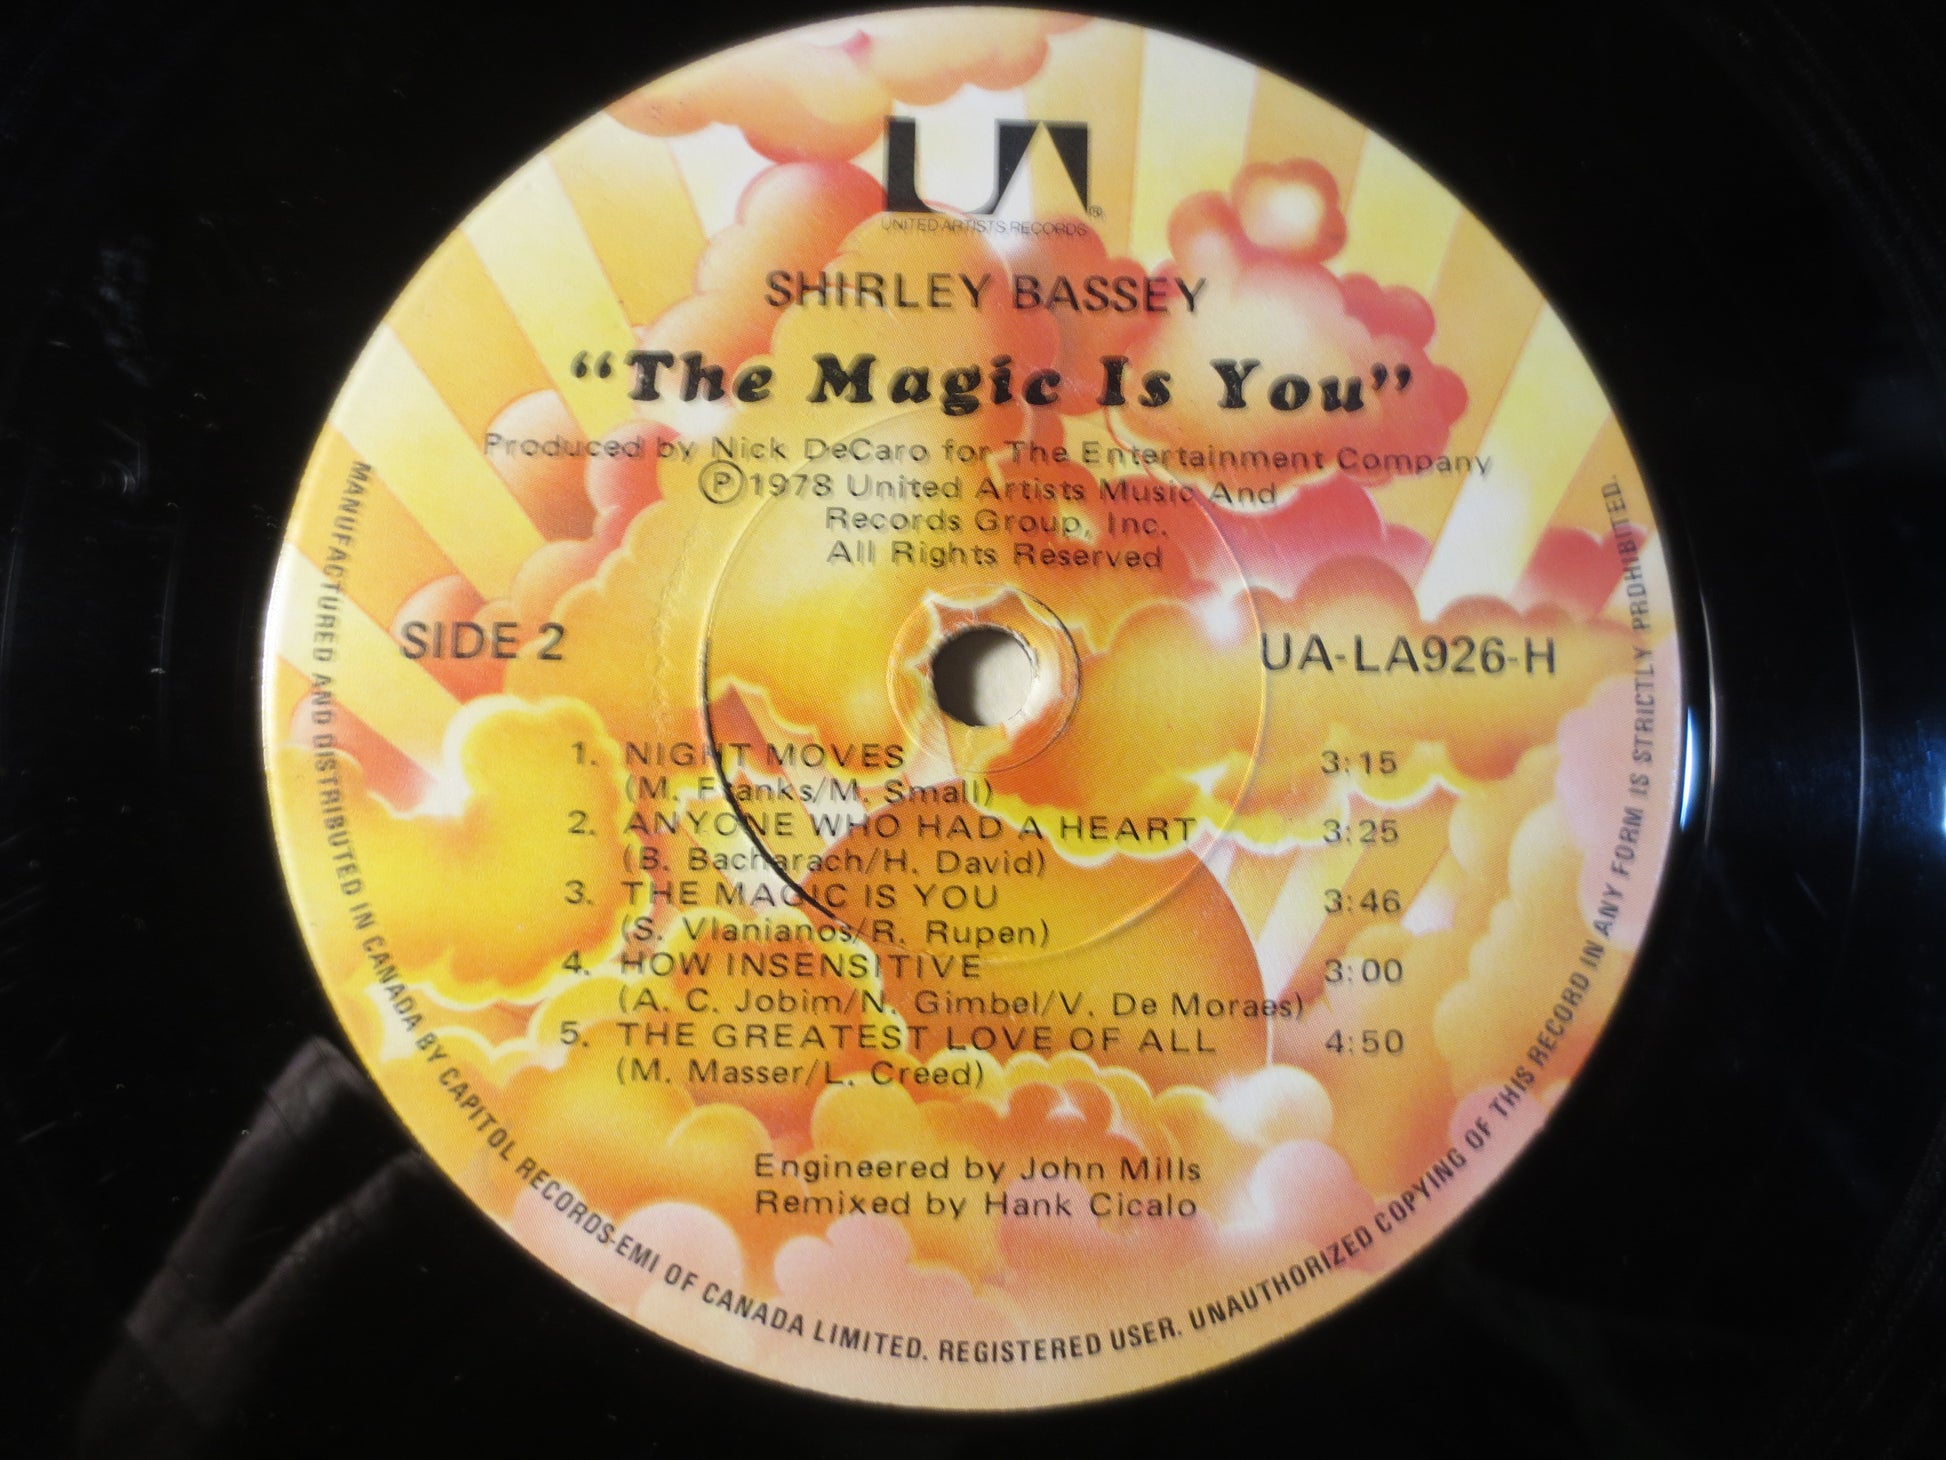 UA®
UNITED ARTISTS RECORDS
SHIRLEY BASSEY
“The Magic Is You”
Produced by Nick DeCaro for The Entertainment Company
Ⓟ1978 United Artists Music And
Records Group, Inc.
All Rights Reserved
SIDE 2
UA-LA926-H
1. NIGHT MOVES 3:15
(M. Franks/M. Small)
2. ANYONE WHO HAD A HEART 3:25
(B. Bacharach/H. David)
3. THE MAGIC IS YOU 3:46
(S. Vlanianos/R. Rupen)
4. HOW INSENSITIVE 3:00
(A. C. Jobim/N. Gimbel/V. De Moraes)
5. THE GREATEST LOVE OF ALL 4:50
(M. Masser/L. Creed)
Engineered by John Mills
Remixed by Hank Cicalo
MANUFACTURED AND DISTRIBUTED IN CANADA BY CAPITOL RECORDS-EMI OF CANADA LIMITED. REGISTERED USER. UNAUTHORIZED COPYING OF THIS RECORD IN ANY FORM IS STRICTLY PROHIBITED.